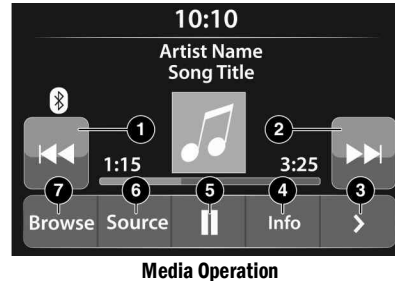 10:10
Artist Name
Song Title
1 2
1:15 3:25
7 6 5 4 3
Browse Source Info >
Media Operation